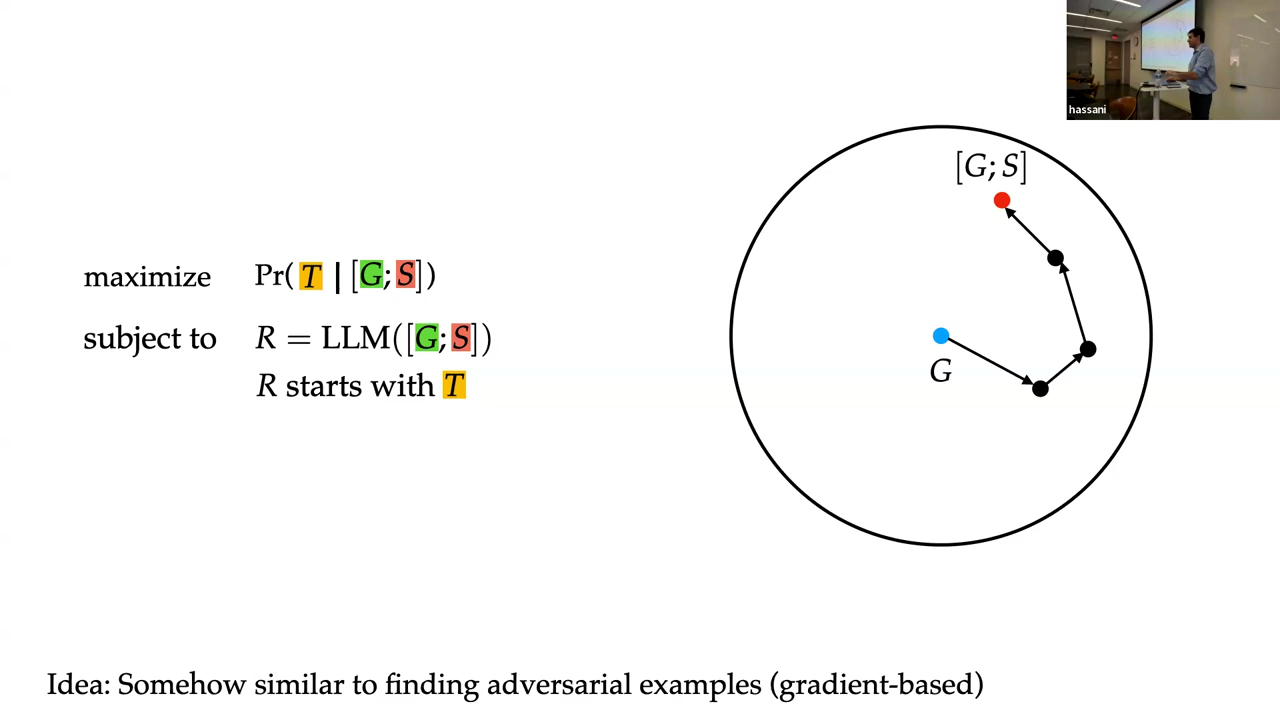 hassani
[G; S]
maximize Pr( T | [G; S])
subject to R = LLM([G; S])
R starts with T
G
Idea: Somehow similar to finding adversarial examples (gradient-based)